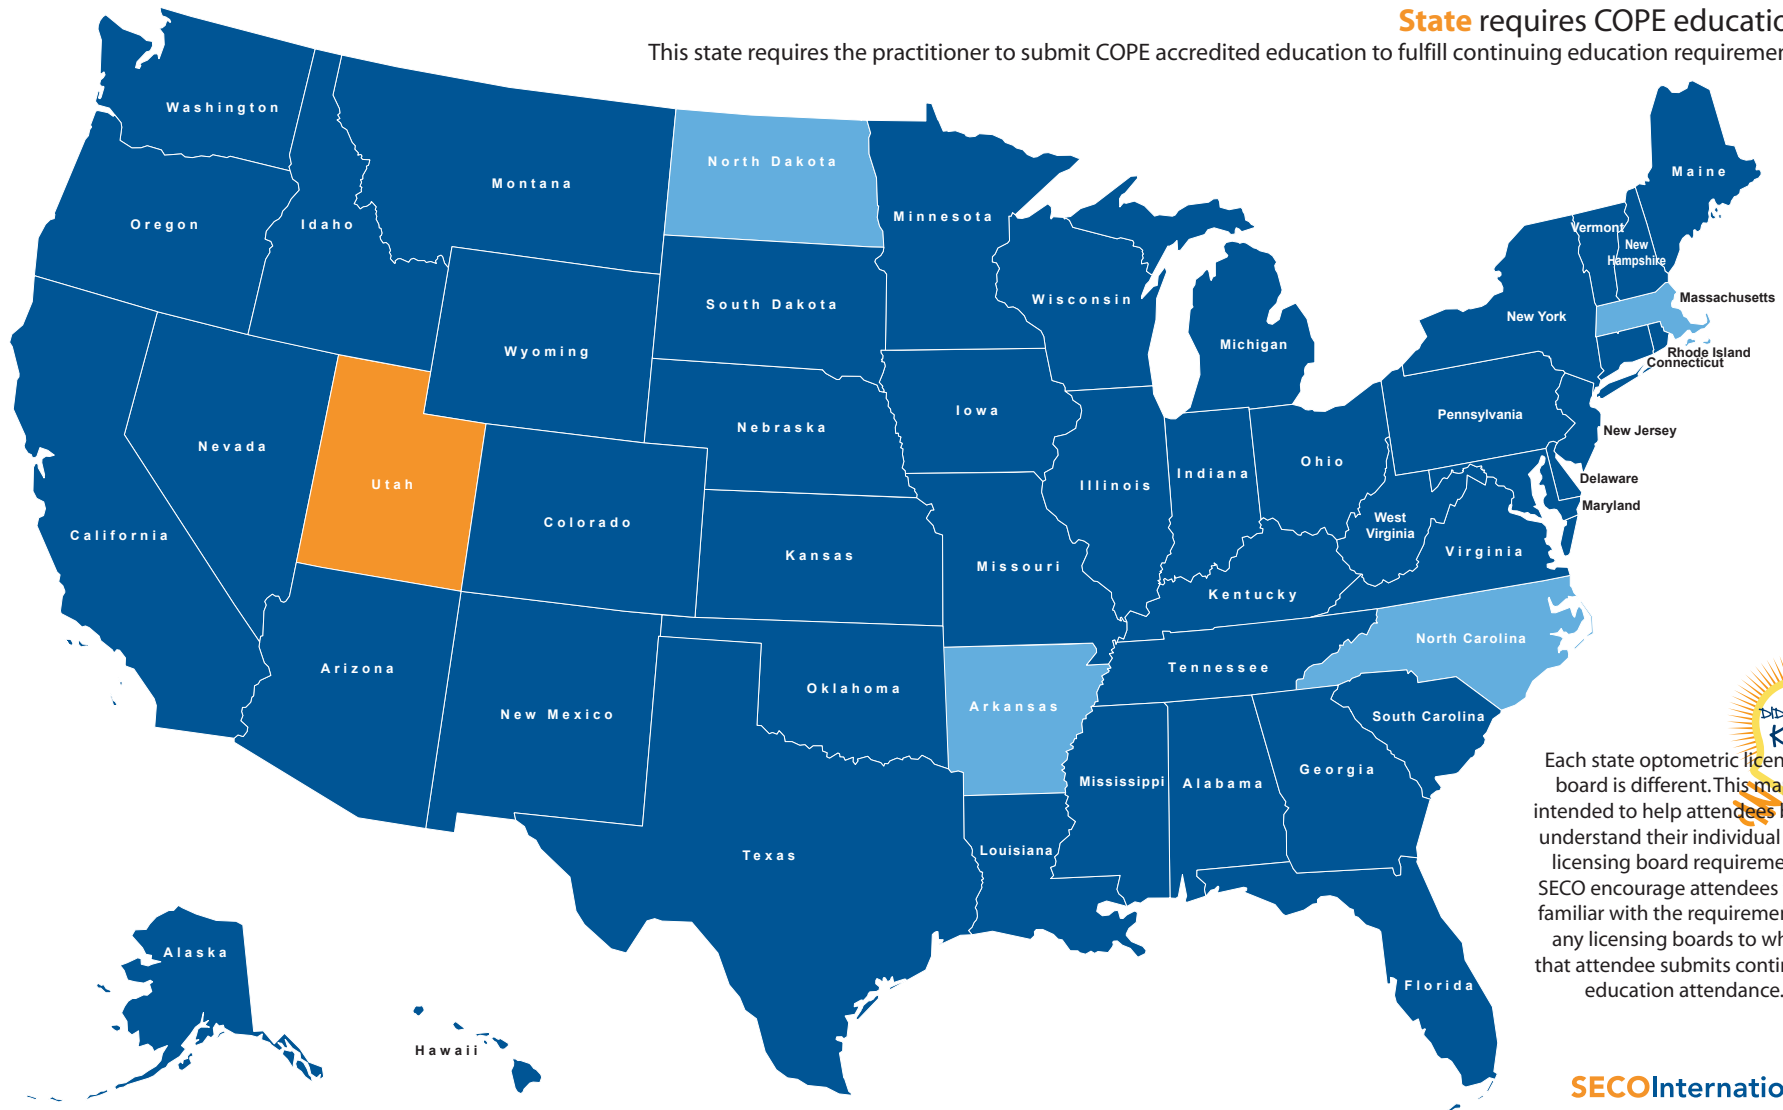 State requires COPE educatio
This state requires the practitioner to submit COPE accredited education to fulfill continuing education requiremen
Washington
Oregon
Idaho
Montana
North Dakota
Minnesota
Maine
Vermont
New
Hampshire
South Dakota
Wisconsin
Massachusetts
New York
Michigan
Wyoming
Rhode Island
Connecticut
Iowa
Pennsylvania
Nebraska
New Jersey
Nevada
Utah
Ohio
Indiana
Illinois
Delaware
Maryland
Colorado
California
West
Virginia
Virginia
Kansas
Missouri
Kentucky
North Carolina
Tennessee
Arizona
Oklahoma
Arkansas
New Mexico
South Carolina
Georgia
Mississippi
Alabama
Louisiana
Texas
Florida
Alaska
Hawaii
DID
K
Each state optometric licen
board is different. This ma
intended to help attendees b
understand their individual
licensing board requireme
SECO encourage attendees
familiar with the requiremen
any licensing boards to wh
that attendee submits contin
education attendance.
SECOInternatio